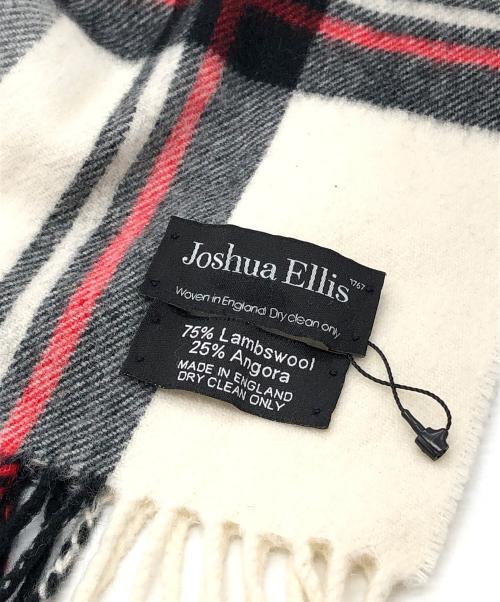 Joshua Ellis 1767
Woven in England. Dry clean only
75% Lambswool
25% Angora
MADE IN ENGLAND
DRY CLEAN ONLY